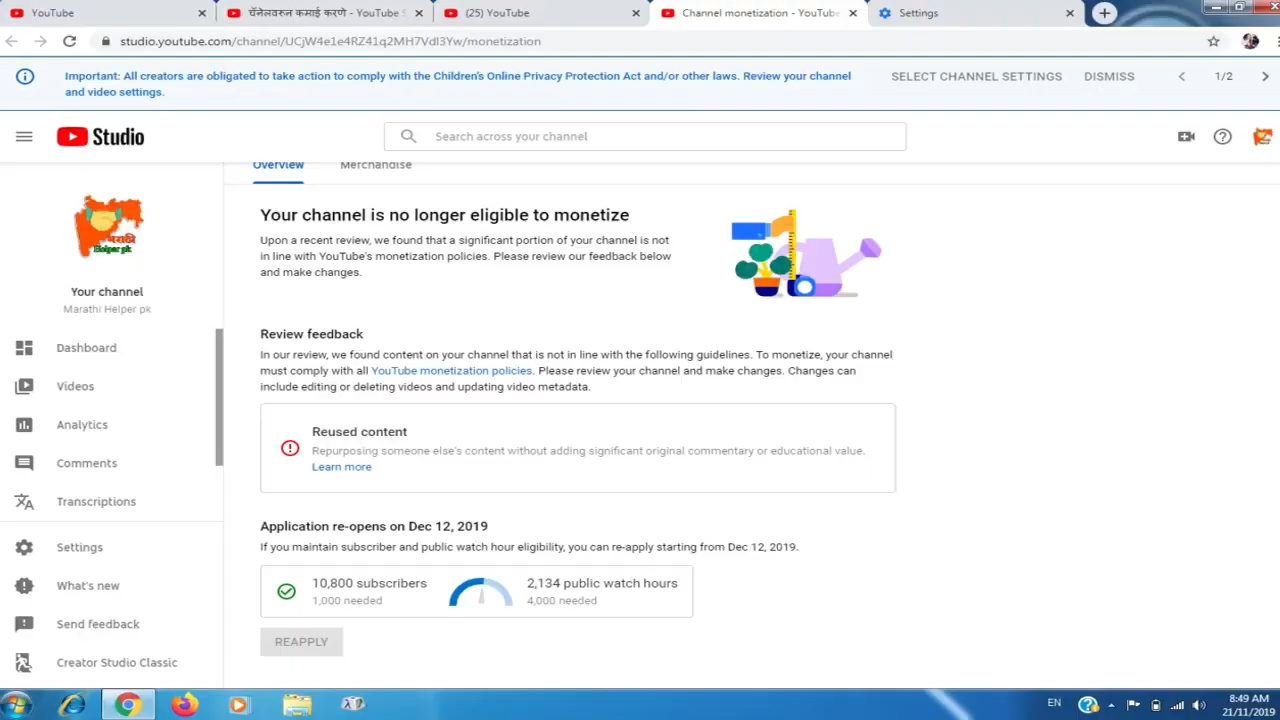 YouTube
चॅनेलवरून कमाई करणे - YouTube S
(25) YouTube
Channel monetization - YouTube
Settings
studio.youtube.com/channel/UCjW4e1e4RZ41q2MH7Vdl3Yw/monetization
Important: All creators are obligated to take action to comply with the Children's Online Privacy Protection Act and/or other laws. Review your channel
and video settings.
SELECT CHANNEL SETTINGS
DISMISS
1/2
Studio
Search across your channel
Overview
Merchandise
मराठी
Helper pk
Your channel
Marathi Helper pk
Dashboard
Videos
Analytics
Comments
Transcriptions
Settings
What's new
Send feedback
Creator Studio Classic
Your channel is no longer eligible to monetize
Upon a recent review, we found that a significant portion of your channel is not
in line with YouTube's monetization policies. Please review our feedback below
and make changes.
Review feedback
In our review, we found content on your channel that is not in line with the following guidelines. To monetize, your channel
must comply with all YouTube monetization policies. Please review your channel and make changes. Changes can
include editing or deleting videos and updating video metadata.
Reused content
Repurposing someone else's content without adding significant original commentary or educational value.
Learn more
Application re-opens on Dec 12, 2019
If you maintain subscriber and public watch hour eligibility, you can re-apply starting from Dec 12, 2019.
10,800 subscribers
1,000 needed
2,134 public watch hours
4,000 needed
REAPPLY
EN
8:49 AM
21/11/2019